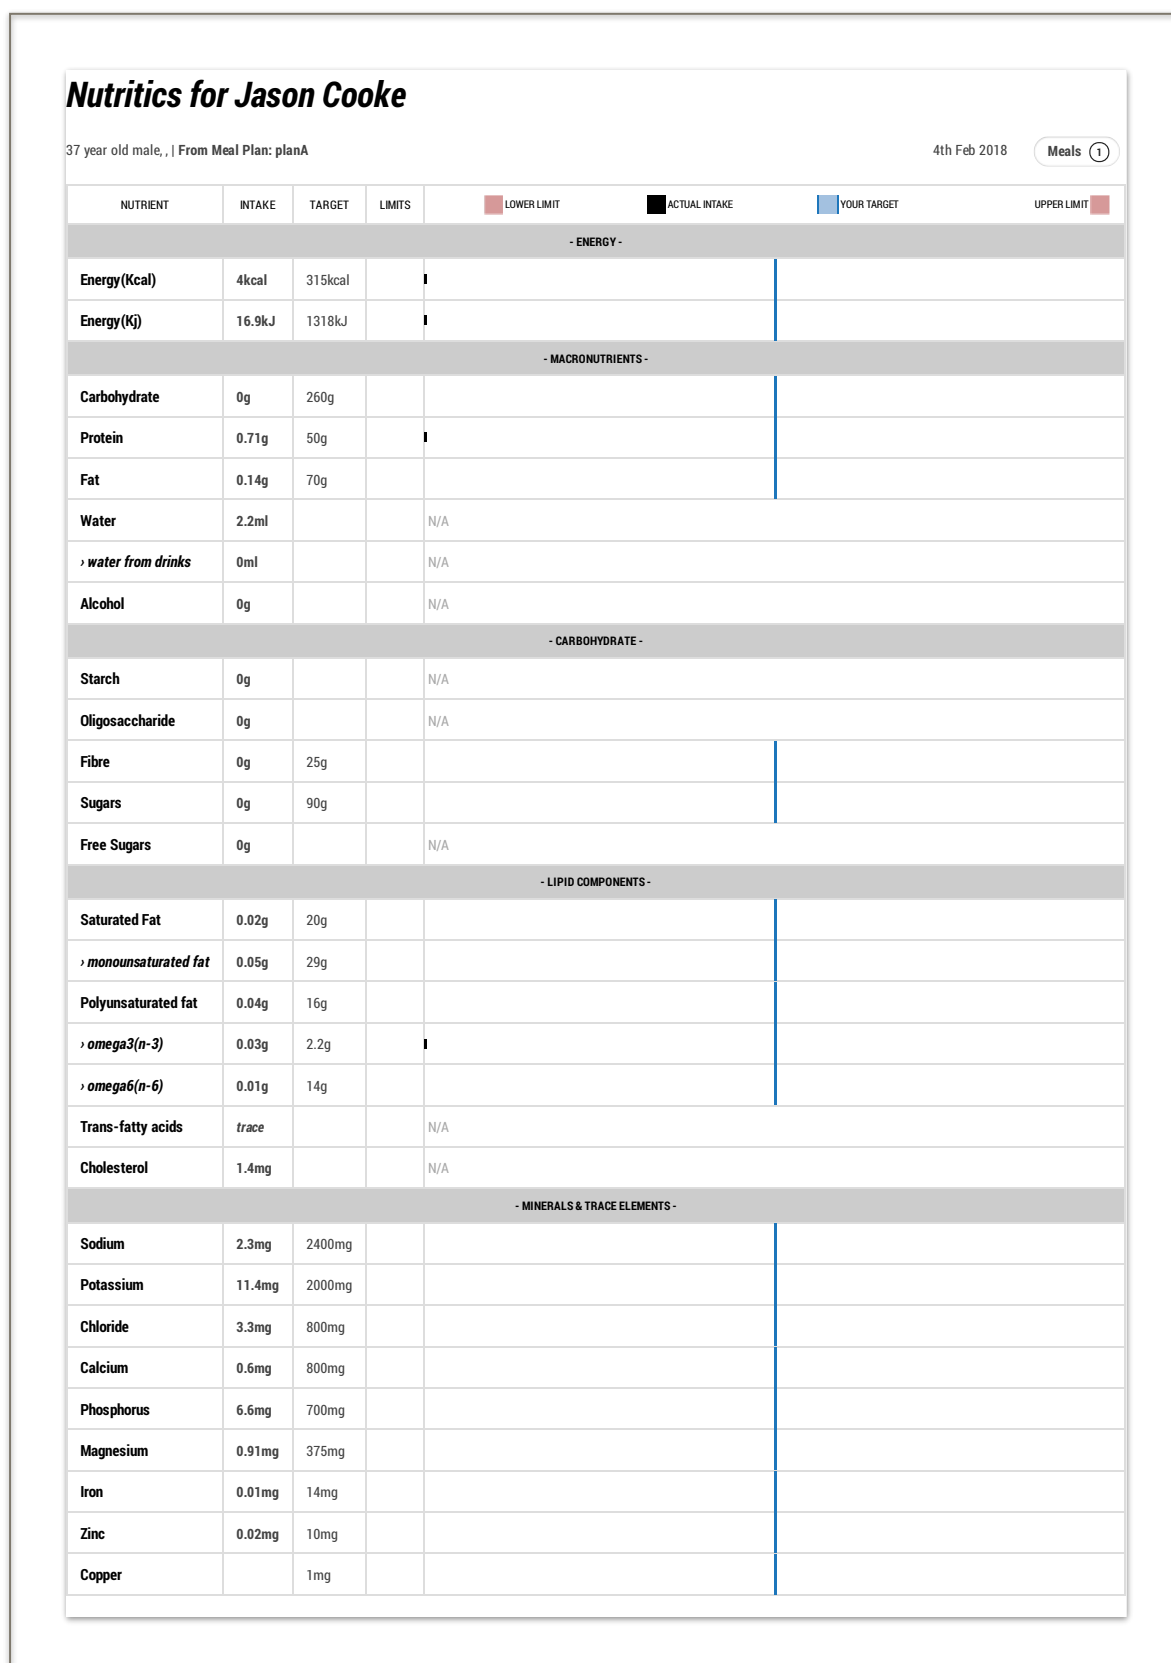 Nutritics for Jason Cooke
37 year old male, , | From Meal Plan: planA 4th Feb 2018 Meals 1
NUTRIENT INTAKE TARGET LIMITS LOWER LIMIT ACTUAL INTAKE YOUR TARGET UPPER LIMIT
- ENERGY -
Energy(Kcal) 4kcal 315kcal
Energy(Kj) 16.9kJ 1318kJ
- MACRONUTRIENTS -
Carbohydrate 0g 260g
Protein 0.71g 50g
Fat 0.14g 70g
Water 2.2ml N/A
› water from drinks 0ml N/A
Alcohol 0g N/A
- CARBOHYDRATE -
Starch 0g N/A
Oligosaccharide 0g N/A
Fibre 0g 25g
Sugars 0g 90g
Free Sugars 0g N/A
- LIPID COMPONENTS -
Saturated Fat 0.02g 20g
› monounsaturated fat 0.05g 29g
Polyunsaturated fat 0.04g 16g
› omega3(n-3) 0.03g 2.2g
› omega6(n-6) 0.01g 14g
Trans-fatty acids trace N/A
Cholesterol 1.4mg N/A
- MINERALS & TRACE ELEMENTS -
Sodium 2.3mg 2400mg
Potassium 11.4mg 2000mg
Chloride 3.3mg 800mg
Calcium 0.6mg 800mg
Phosphorus 6.6mg 700mg
Magnesium 0.91mg 375mg
Iron 0.01mg 14mg
Zinc 0.02mg 10mg
Copper 1mg